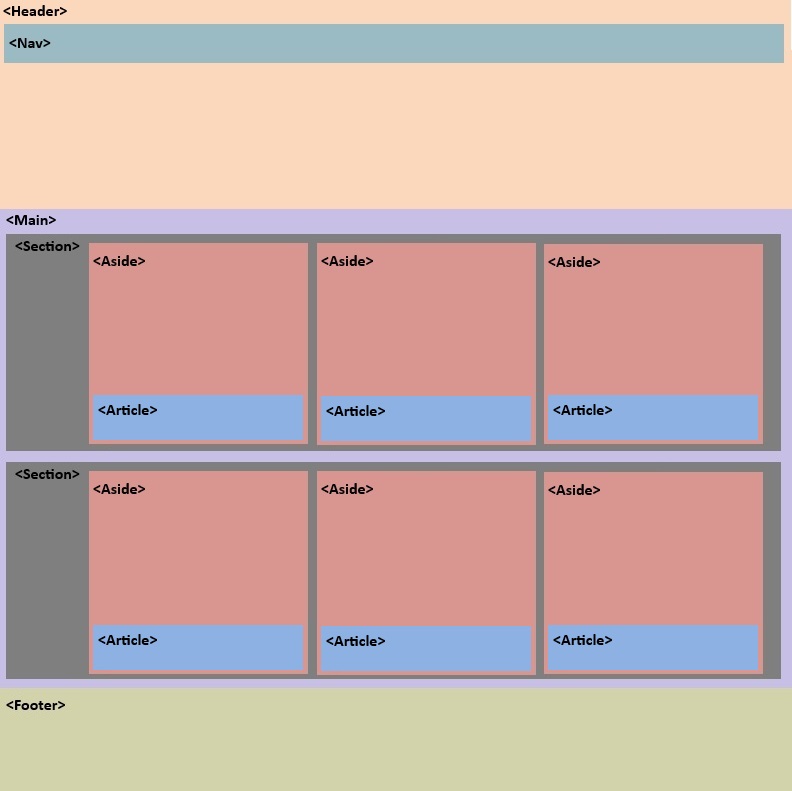 <Header>
<Nav>
<Main>
<Section>
<Aside>
<Aside>
<Aside>
<Article>
<Article>
<Article>
<Section>
<Aside>
<Aside>
<Aside>
<Article>
<Article>
<Article>
<Footer>